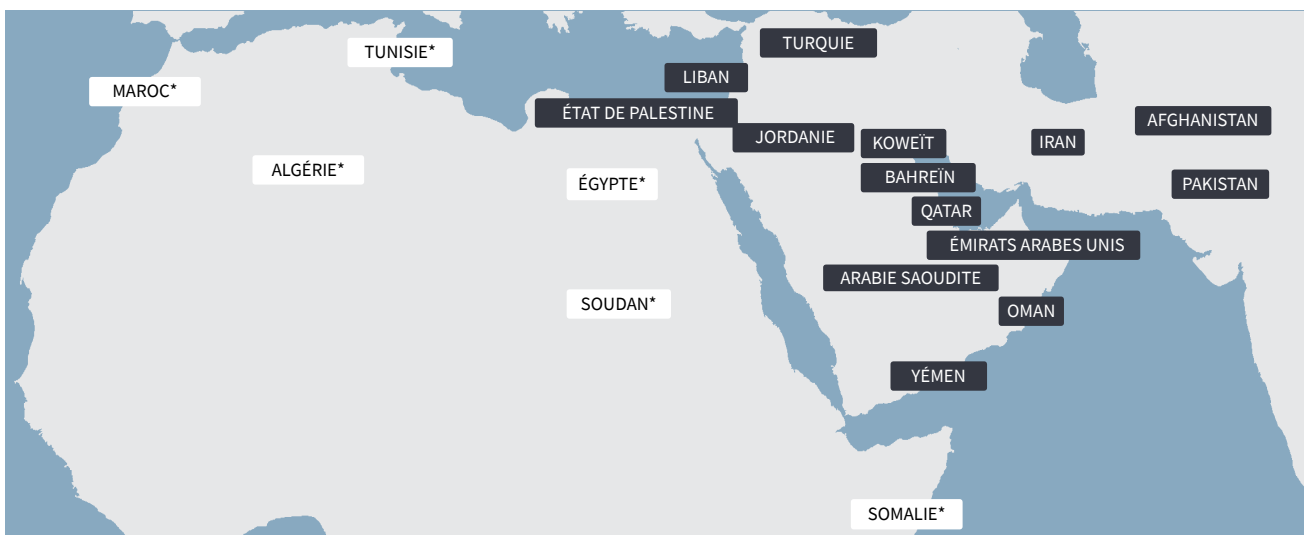 TURQUIE
TUNISIE*
LIBAN
MAROC*
ÉTAT DE PALESTINE
AFGHANISTAN
JORDANIE
KOWEÏT
IRAN
ALGÉRIE*
ÉGYPTE*
BAHREÏN
PAKISTAN
QATAR
ÉMIRATS ARABES UNIS
ARABIE SAOUDITE
SOUDAN*
OMAN
YÉMEN
SOMALIE*